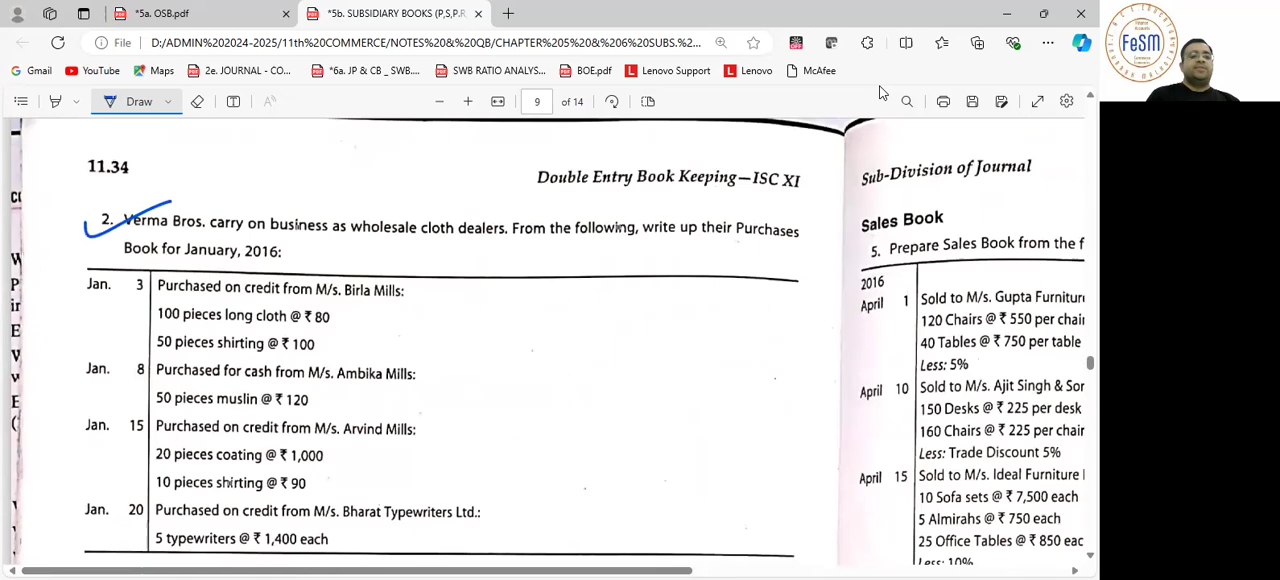 *5a. OSB.pdf
*5b. SUBSIDIARY BOOKS (P,S,P.R,
File
D:/ADMIN%202024-2025/11th%20COMMERCE/NOTES%20&%20QB/CHAPTER%205%20&%206%20SUBS.%2...
Gmail
YouTube
Maps
2e. JOURNAL - CO...
*6a. JP & CB _ SWB....
SWB RATIO ANALYS...
BOE.pdf
Lenovo Support
Lenovo
McAfee
Draw
9 of 14
FeSM
11.34
Double Entry Book Keeping—ISC XI
2. Verma Bros. carry on business as wholesale cloth dealers. From the following, write up their Purchases
Book for January, 2016:
Jan. 3 Purchased on credit from M/s. Birla Mills:
100 pieces long cloth @ ₹ 80
50 pieces shirting @ ₹ 100
Jan. 8 Purchased for cash from M/s. Ambika Mills:
50 pieces muslin @ ₹ 120
Jan. 15 Purchased on credit from M/s. Arvind Mills:
20 pieces coating @ ₹ 1,000
10 pieces shirting @ ₹ 90
Jan. 20 Purchased on credit from M/s. Bharat Typewriters Ltd.:
5 typewriters @ ₹ 1,400 each
Sub-Division of Journal
Sales Book
5. Prepare Sales Book from the f
2016
April 1 Sold to M/s. Gupta Furniture
120 Chairs @ ₹ 550 per chair
40 Tables @ ₹ 750 per table
Less: 5%
April 10 Sold to M/s. Ajit Singh & Son
150 Desks @ ₹ 225 per desk
160 Chairs @ ₹ 225 per chair
Less: Trade Discount 5%
April 15 Sold to M/s. Ideal Furniture
10 Sofa sets @ ₹ 7,500 each
5 Almirahs @ ₹ 750 each
25 Office Tables @ ₹ 850 eac
Less: 10%